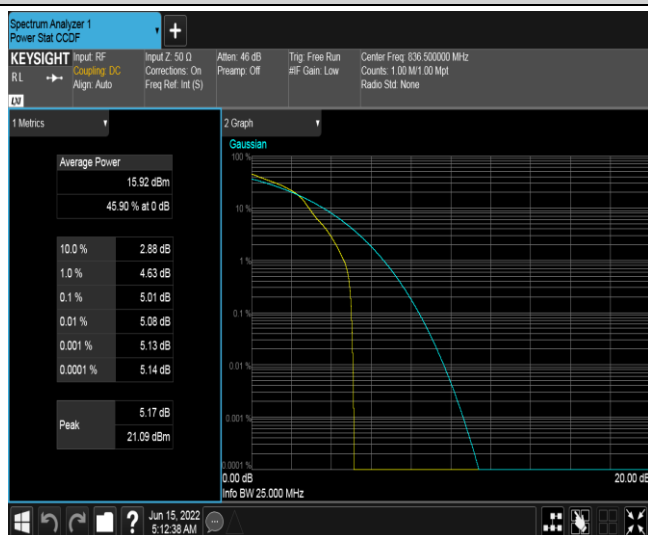 Spectrum Analyzer 1
Power Stat CCDF
KEYSIGHT
RL
LXI
Input: RF
Coupling: DC
Align: Auto
Input Z: 50 Ω
Corrections: On
Freq Ref: Int (S)
Atten: 46 dB
Preamp: Off
Trig: Free Run
#IF Gain: Low
Center Freq: 836.500000 MHz
Counts: 1.00 M/1.00 Mpt
Radio Std: None
1 Metrics
Average Power
15.92 dBm
45.90 % at 0 dB
10.0 % 2.88 dB
1.0 % 4.63 dB
0.1 % 5.01 dB
0.01 % 5.08 dB
0.001 % 5.13 dB
0.0001 % 5.14 dB
Peak
5.17 dB
21.09 dBm
2 Graph
Gaussian
100 %
10 %
1 %
0.1 %
0.01 %
0.001 %
0.0001 %
0.00 dB
20.00 dB
Info BW 25.000 MHz
?
Jun 15, 2022
5:12:38 AM